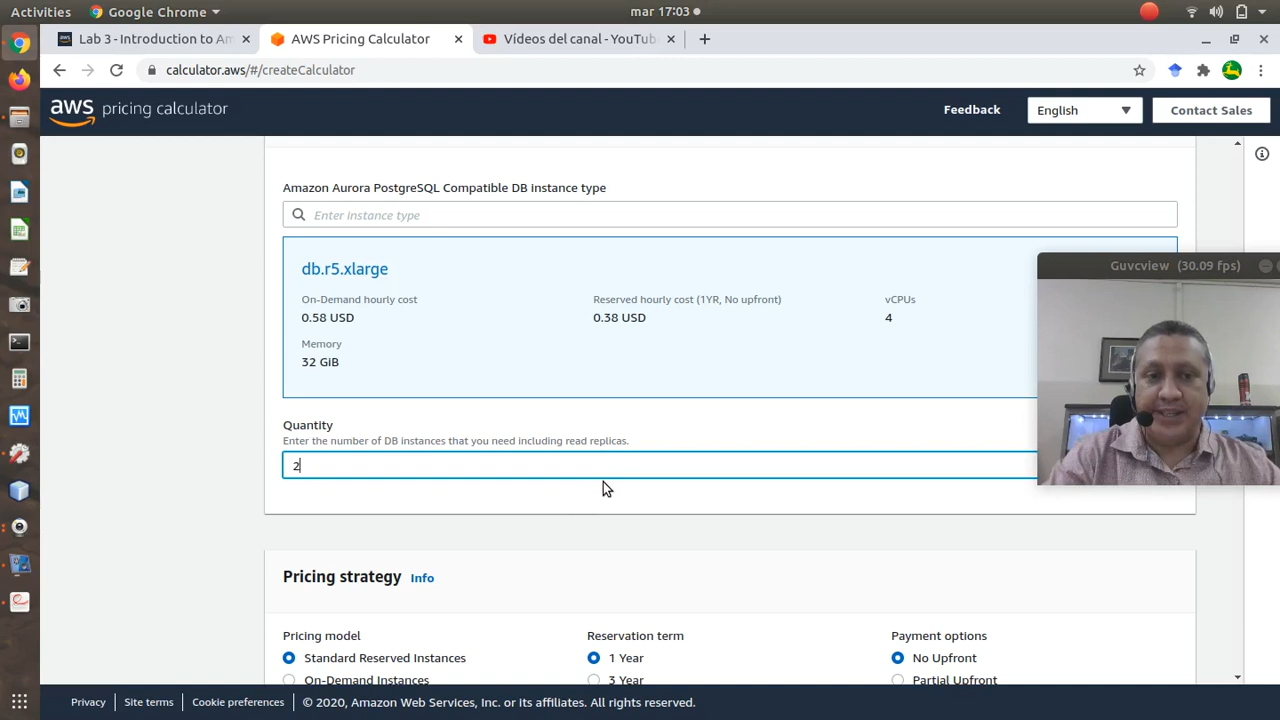 Activities
Google Chrome
mar 17:03
Lab 3 - Introduction to Am
AWS Pricing Calculator
Vídeos del canal - YouTub
calculator.aws/#/createCalculator
aws pricing calculator
Feedback
English
Contact Sales
Amazon Aurora PostgreSQL Compatible DB instance type
Enter instance type
Guvcview (30.09 fps)
db.r5.xlarge
On-Demand hourly cost
Reserved hourly cost (1YR, No upfront)
vCPUs
0.58 USD
0.38 USD
4
Memory
32 GiB
Quantity
Enter the number of DB instances that you need including read replicas.
2
Pricing strategy Info
Pricing model
Reservation term
Payment options
Standard Reserved Instances
1 Year
No Upfront
On-Demand Instances
3 Year
Partial Upfront
Privacy
Site terms
Cookie preferences
© 2020, Amazon Web Services, Inc. or its affiliates. All rights reserved.